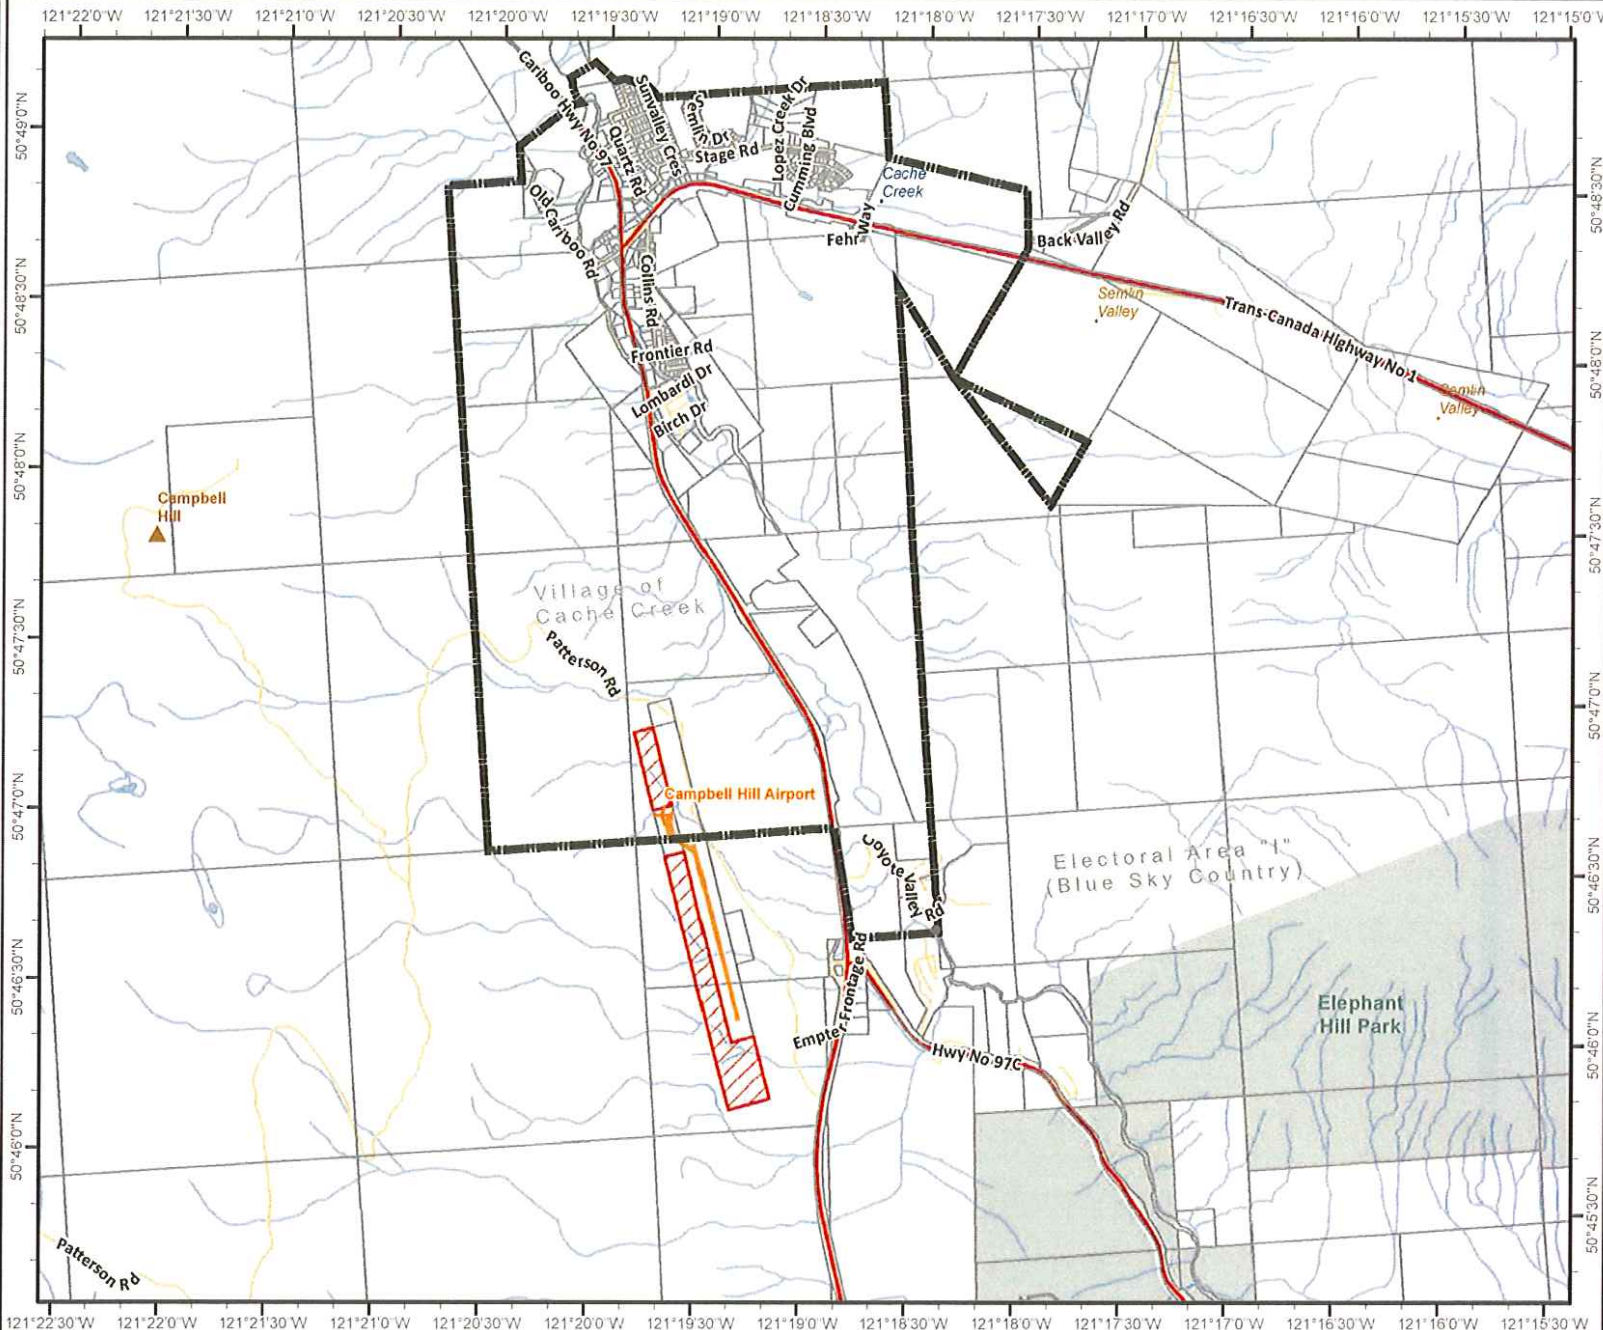 121°22'0"W 121°21'30"W 121°21'0"W 121°20'30"W 121°20'0"W 121°19'30"W 121°19'0"W 121°18'30"W 121°18'0"W 121°17'30"W 121°17'0"W 121°16'30"W 121°16'0"W 121°15'30"W 121°15'0"W
Cariboo Hwy No 97
Sunvalley Cres
Quartz Rd
Semlin Dr
Stage Rd
Lopez Creek Dr
Cumming Blvd
Cache
Creek
Old Cariboo Rd
Collins Rd
Fehr Way
Back Valley Rd
Semlin
Valley
Trans-Canada Highway No 1
Frontier Rd
Lombardi Dr
Birch Dr
Semlin
Valley
Campbell
Hill
Village of
Cache Creek
Patterson Rd
Campbell Hill Airport
Coyote Valley Rd
Electoral Area "I"
(Blue Sky Country)
Empter Frontage Rd
Elephant
Hill Park
Hwy No 97C
Patterson Rd
50°49'0"N
50°48'30"N
50°48'0"N
50°47'30"N
50°47'0"N
50°46'30"N
50°46'0"N
50°48'30"N
50°48'0"N
50°47'30"N
50°47'0"N
50°46'30"N
50°46'0"N
50°45'30"N
121°22'30"W 121°22'0"W 121°21'30"W 121°21'0"W 121°20'30"W 121°20'0"W 121°19'30"W 121°19'0"W 121°18'30"W 121°18'0"W 121°17'30"W 121°17'0"W 121°16'30"W 121°16'0"W 121°15'30"W